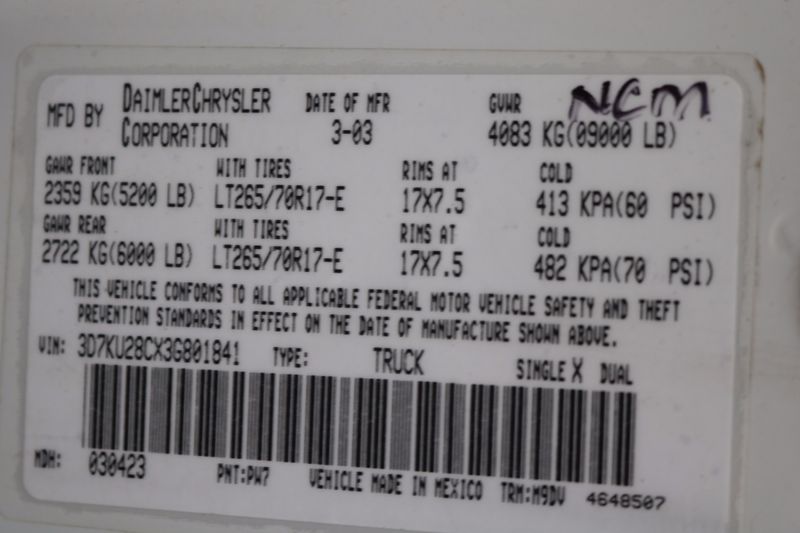 MFD BY DAIMLERCHRYSLER CORPORATION DATE OF MFR 3-03 GVWR NCM 4083 KG(09000 LB)
GAWR FRONT WITH TIRES RIMS AT COLD
2359 KG(5200 LB) LT265/70R17-E 17X7.5 413 KPA(60 PSI)
GAWR REAR WITH TIRES RIMS AT COLD
2722 KG(6000 LB) LT265/70R17-E 17X7.5 482 KPA(70 PSI)
THIS VEHICLE CONFORMS TO ALL APPLICABLE FEDERAL MOTOR VEHICLE SAFETY AND THEFT
PREVENTION STANDARDS IN EFFECT ON THE DATE OF MANUFACTURE SHOWN ABOVE.
VIN: 3D7KU28CX3G801841 TYPE: TRUCK SINGLE X DUAL
MDH: 030423 PNT:PW7 VEHICLE MADE IN MEXICO TRM:M9DV 4648507